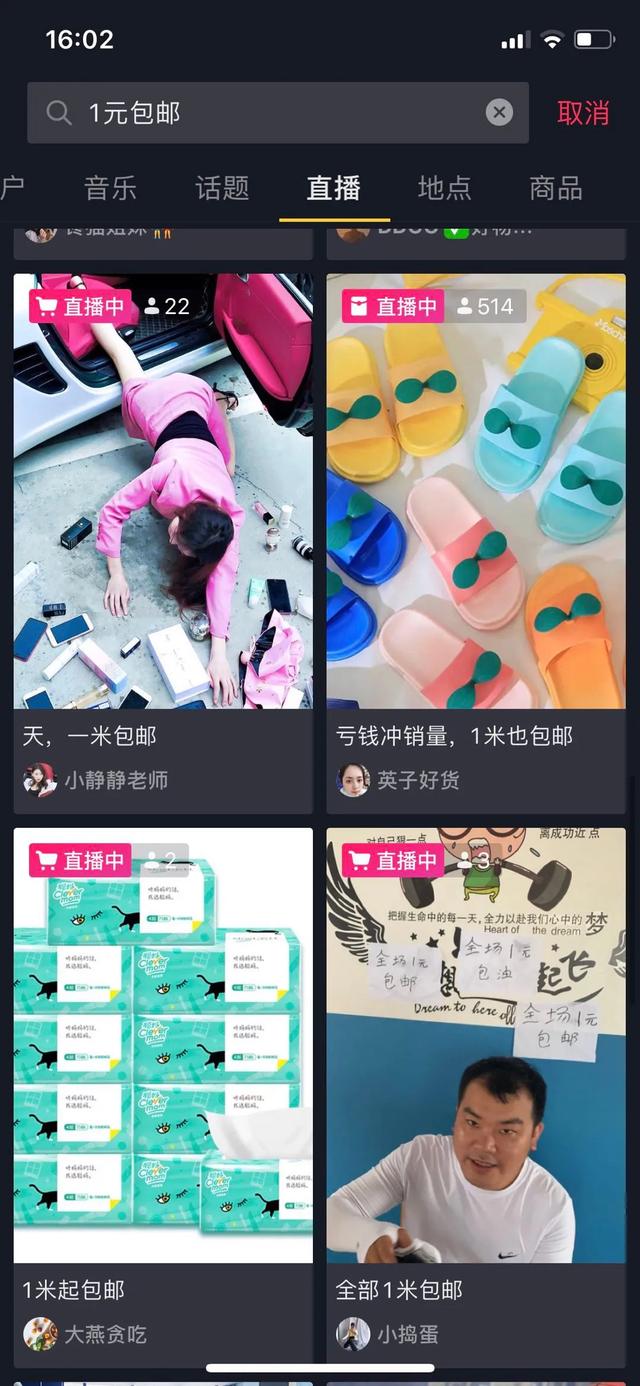 16:02
1元包邮
取消
户 音乐 话题 直播 地点 商品
直播中 22
直播中 514
天，一米包邮
小静静老师
亏钱冲销量，1米也包邮
英子好货
直播中 2
Clever mom
直播中 3
对自己狠一点
离成功近点
把握生命中的每一天,全力以赴我们心中的梦
Heart of the dream
全场1元
包邮
全场1元
包油
起飞
Dream to here off
全场1元
包邮
1米起包邮
大燕贪吃
全部1米包邮
小捣蛋